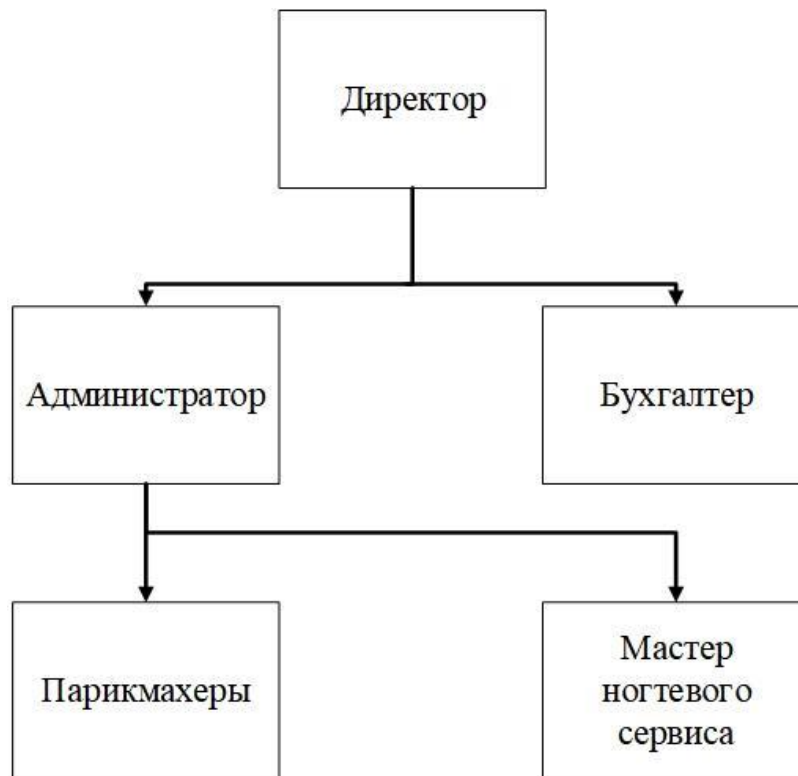 Директор
Администратор
Бухгалтер
Парикмахеры
Мастер
ногтевого
сервиса